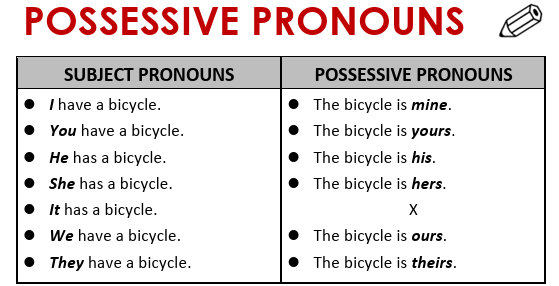 POSSESSIVE PRONOUNS
SUBJECT PRONOUNS POSSESSIVE PRONOUNS
● I have a bicycle. ● The bicycle is mine.
● You have a bicycle. ● The bicycle is yours.
● He has a bicycle. ● The bicycle is his.
● She has a bicycle. ● The bicycle is hers.
● It has a bicycle. X
● We have a bicycle. ● The bicycle is ours.
● They have a bicycle. ● The bicycle is theirs.